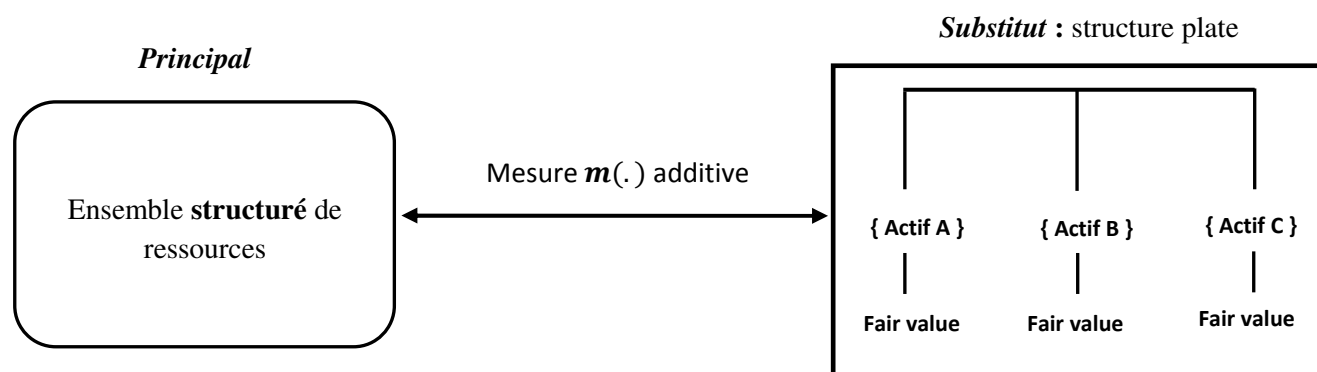 Substitut : structure plate
Principal
Mesure m(.) additive
Ensemble structuré de
ressources
{ Actif A } { Actif B } { Actif C }
Fair value Fair value Fair value